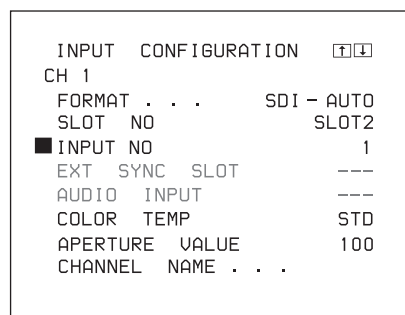 INPUT CONFIGURATION ↑↓
CH 1
FORMAT . . . SDI – AUTO
SLOT NO SLOT2
INPUT NO 1
EXT SYNC SLOT ---
AUDIO INPUT ---
COLOR TEMP STD
APERTURE VALUE 100
CHANNEL NAME . . .